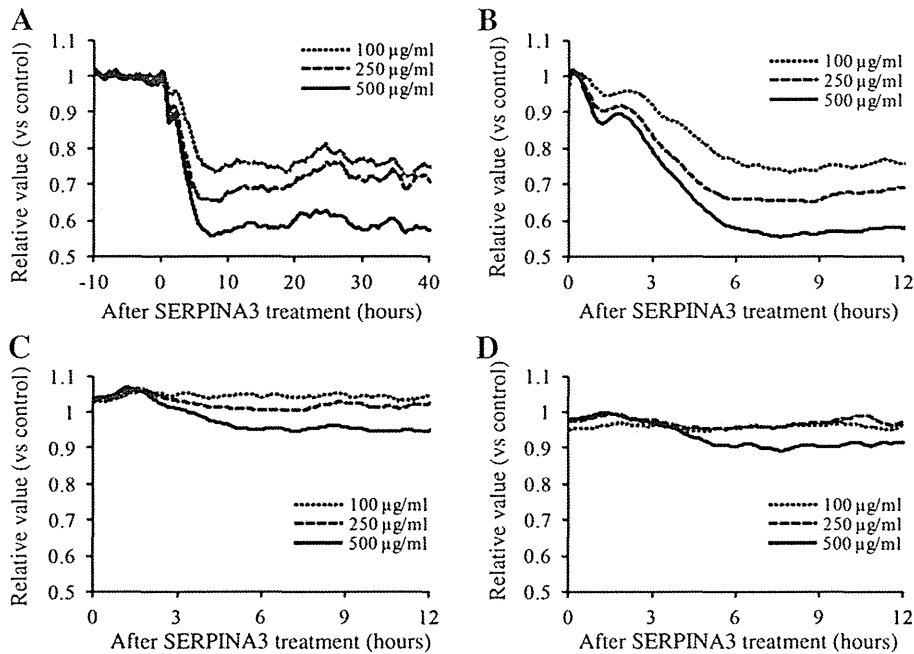 A
Relative value (vs control)
1.1
1
0.9
0.8
0.7
0.6
0.5
100 µg/ml
250 µg/ml
500 µg/ml
-10
0
10
20
30
40
After SERPINA3 treatment (hours)
B
Relative value (vs control)
1.1
1
0.9
0.8
0.7
0.6
0.5
100 µg/ml
250 µg/ml
500 µg/ml
0
3
6
9
12
After SERPINA3 treatment (hours)
C
Relative value (vs control)
1.1
1
0.9
0.8
0.7
0.6
0.5
100 µg/ml
250 µg/ml
500 µg/ml
0
3
6
9
12
After SERPINA3 treatment (hours)
D
Relative value (vs control)
1.1
1
0.9
0.8
0.7
0.6
0.5
100 µg/ml
250 µg/ml
500 µg/ml
0
3
6
9
12
After SERPINA3 treatment (hours)